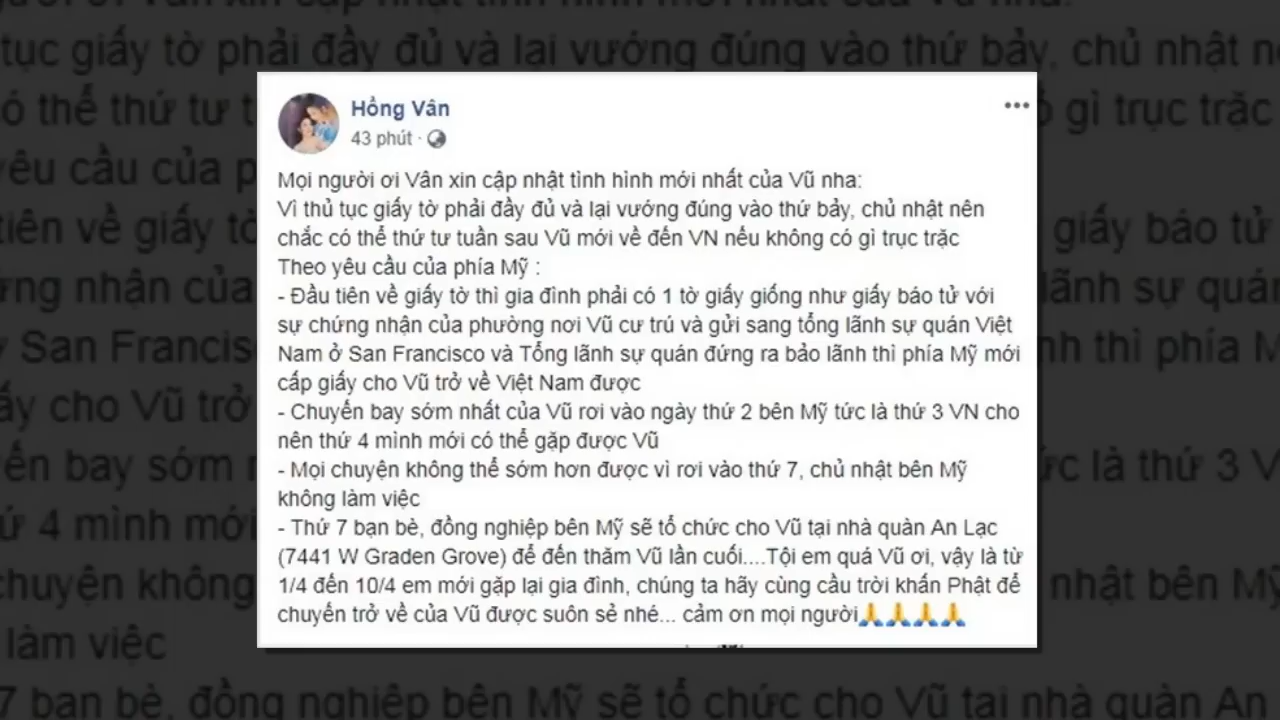 Hồng Vân
43 phút ·
Mọi người ơi Vân xin cập nhật tình hình mới nhất của Vũ nha:
Vì thủ tục giấy tờ phải đầy đủ và lại vướng đúng vào thứ bảy, chủ nhật nên
chắc có thể thứ tư tuần sau Vũ mới về đến VN nếu không có gì trục trặc
Theo yêu cầu của phía Mỹ :
- Đầu tiên về giấy tờ thì gia đình phải có 1 tờ giấy giống như giấy báo tử với
sự chứng nhận của phường nơi Vũ cư trú và gửi sang tổng lãnh sự quán Việt
Nam ở San Francisco và Tổng lãnh sự quán đứng ra bảo lãnh thì phía Mỹ mới
cấp giấy cho Vũ trở về Việt Nam được
- Chuyến bay sớm nhất của Vũ rơi vào ngày thứ 2 bên Mỹ tức là thứ 3 VN cho
nên thứ 4 mình mới có thể gặp được Vũ
- Mọi chuyện không thể sớm hơn được vì rơi vào thứ 7, chủ nhật bên Mỹ
không làm việc
- Thứ 7 bạn bè, đồng nghiệp bên Mỹ sẽ tổ chức cho Vũ tại nhà quàn An Lạc
(7441 W Graden Grove) để đến thăm Vũ lần cuối....Tội em quá Vũ ơi, vậy là từ
1/4 đến 10/4 em mới gặp lại gia đình, chúng ta hãy cùng cầu trời khấn Phật để
chuyến trở về của Vũ được suôn sẻ nhé... cảm ơn mọi người🙏🙏🙏🙏